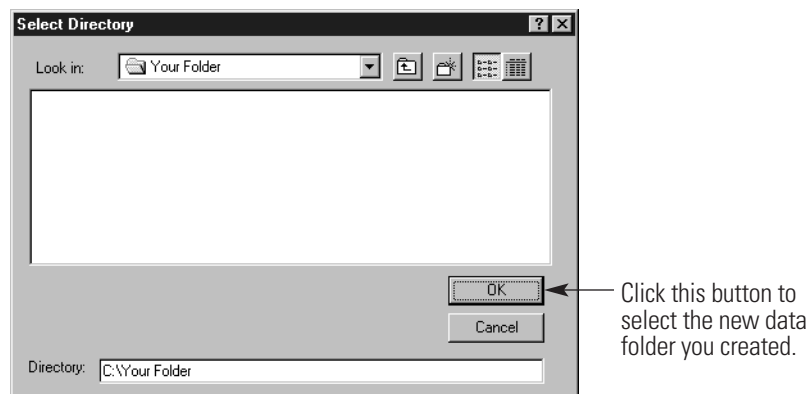 Select Directory
Look in: Your Folder
OK
Click this button to
select the new data
folder you created.
Cancel
Directory: C:\Your Folder